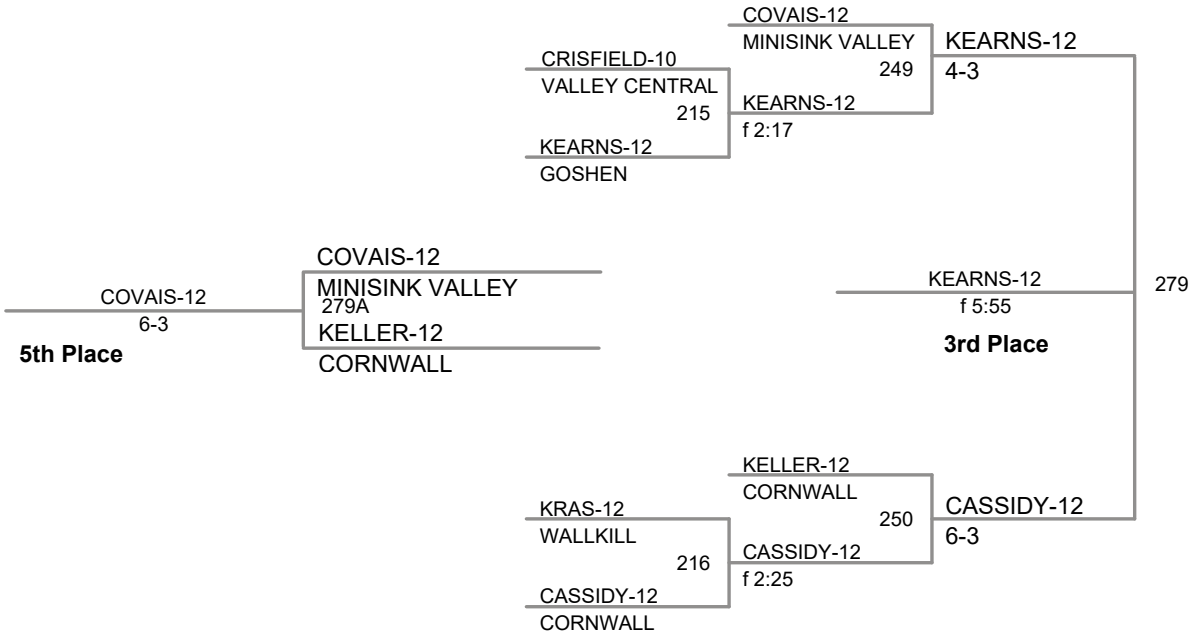 COVAIS-12
MINISINK VALLEY
249
KEARNS-12
4-3
CRISFIELD-10
VALLEY CENTRAL
215
KEARNS-12
f 2:17
KEARNS-12
GOSHEN
COVAIS-12
MINISINK VALLEY
279A
KELLER-12
CORNWALL
COVAIS-12
6-3
5th Place
KEARNS-12
f 5:55
3rd Place
279
KELLER-12
CORNWALL
250
CASSIDY-12
6-3
KRAS-12
WALLKILL
216
CASSIDY-12
f 2:25
CASSIDY-12
CORNWALL